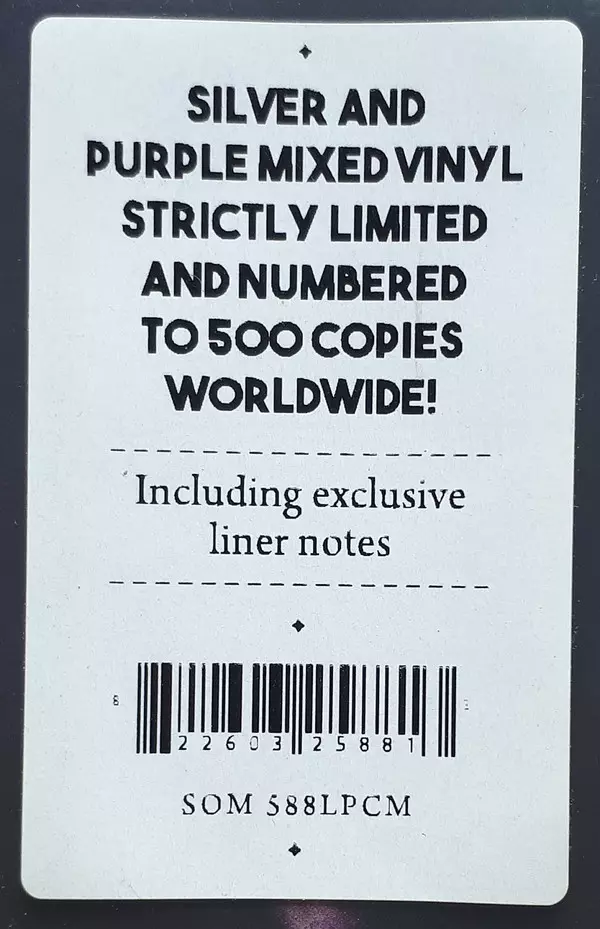 SILVER AND
PURPLE MIXED VINYL
STRICTLY LIMITED
AND NUMBERED
TO 500 COPIES
WORLDWIDE!
Including exclusive
liner notes
8 22603 25881 3
SOM 588LPCM